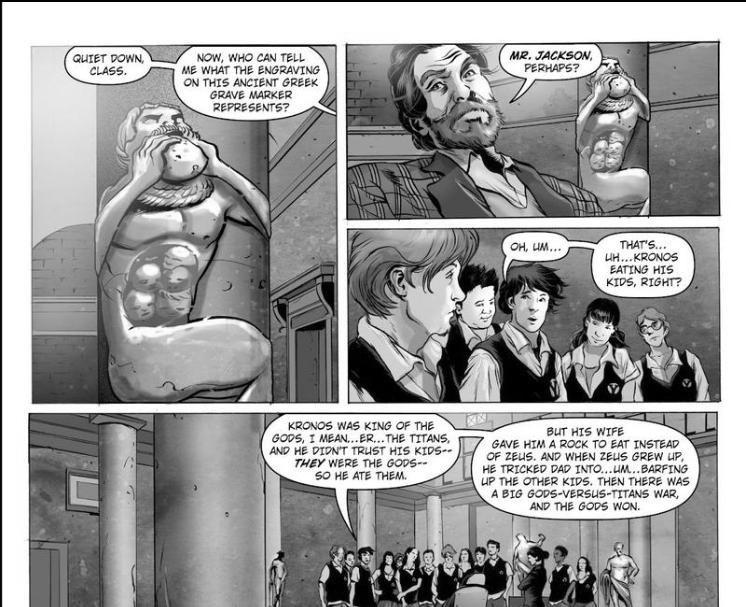 QUIET DOWN,
CLASS.
NOW, WHO CAN TELL
ME WHAT THE ENGRAVING
ON THIS ANCIENT GREEK
GRAVE MARKER
REPRESENTS?
MR. JACKSON,
PERHAPS?
OH, UM...
THAT'S...
UH...KRONOS
EATING HIS
KIDS, RIGHT?
KRONOS WAS KING OF THE
GODS, I MEAN...ER...THE TITANS,
AND HE DIDN'T TRUST HIS KIDS--
THEY WERE THE GODS--
SO HE ATE THEM.
BUT HIS WIFE
GAVE HIM A ROCK TO EAT INSTEAD
OF ZEUS. AND WHEN ZEUS GREW UP,
HE TRICKED DAD INTO...UM...BARFING
UP THE OTHER KIDS. THEN THERE WAS
A BIG GODS-VERSUS-TITANS WAR,
AND THE GODS WON.